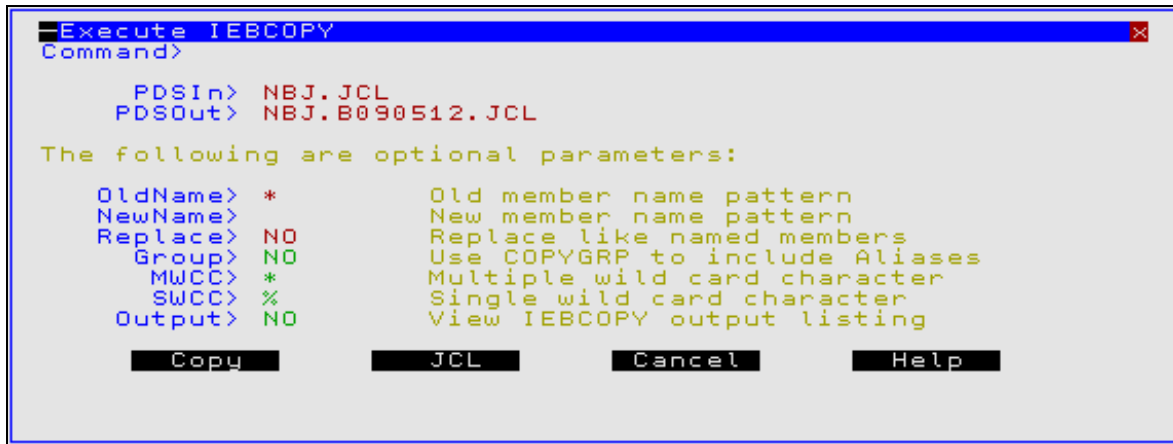 Execute IEBCOPY X
Command>
PDSIn> NBJ.JCL
PDSOut> NBJ.B090512.JCL
The following are optional parameters:
OldName> * Old member name pattern
NewName> New member name pattern
Replace> NO Replace like named members
Group> NO Use COPYGRP to include Aliases
MWCC> * Multiple wild card character
SWCC> % Single wild card character
Output> NO View IEBCOPY output listing
Copy JCL Cancel Help